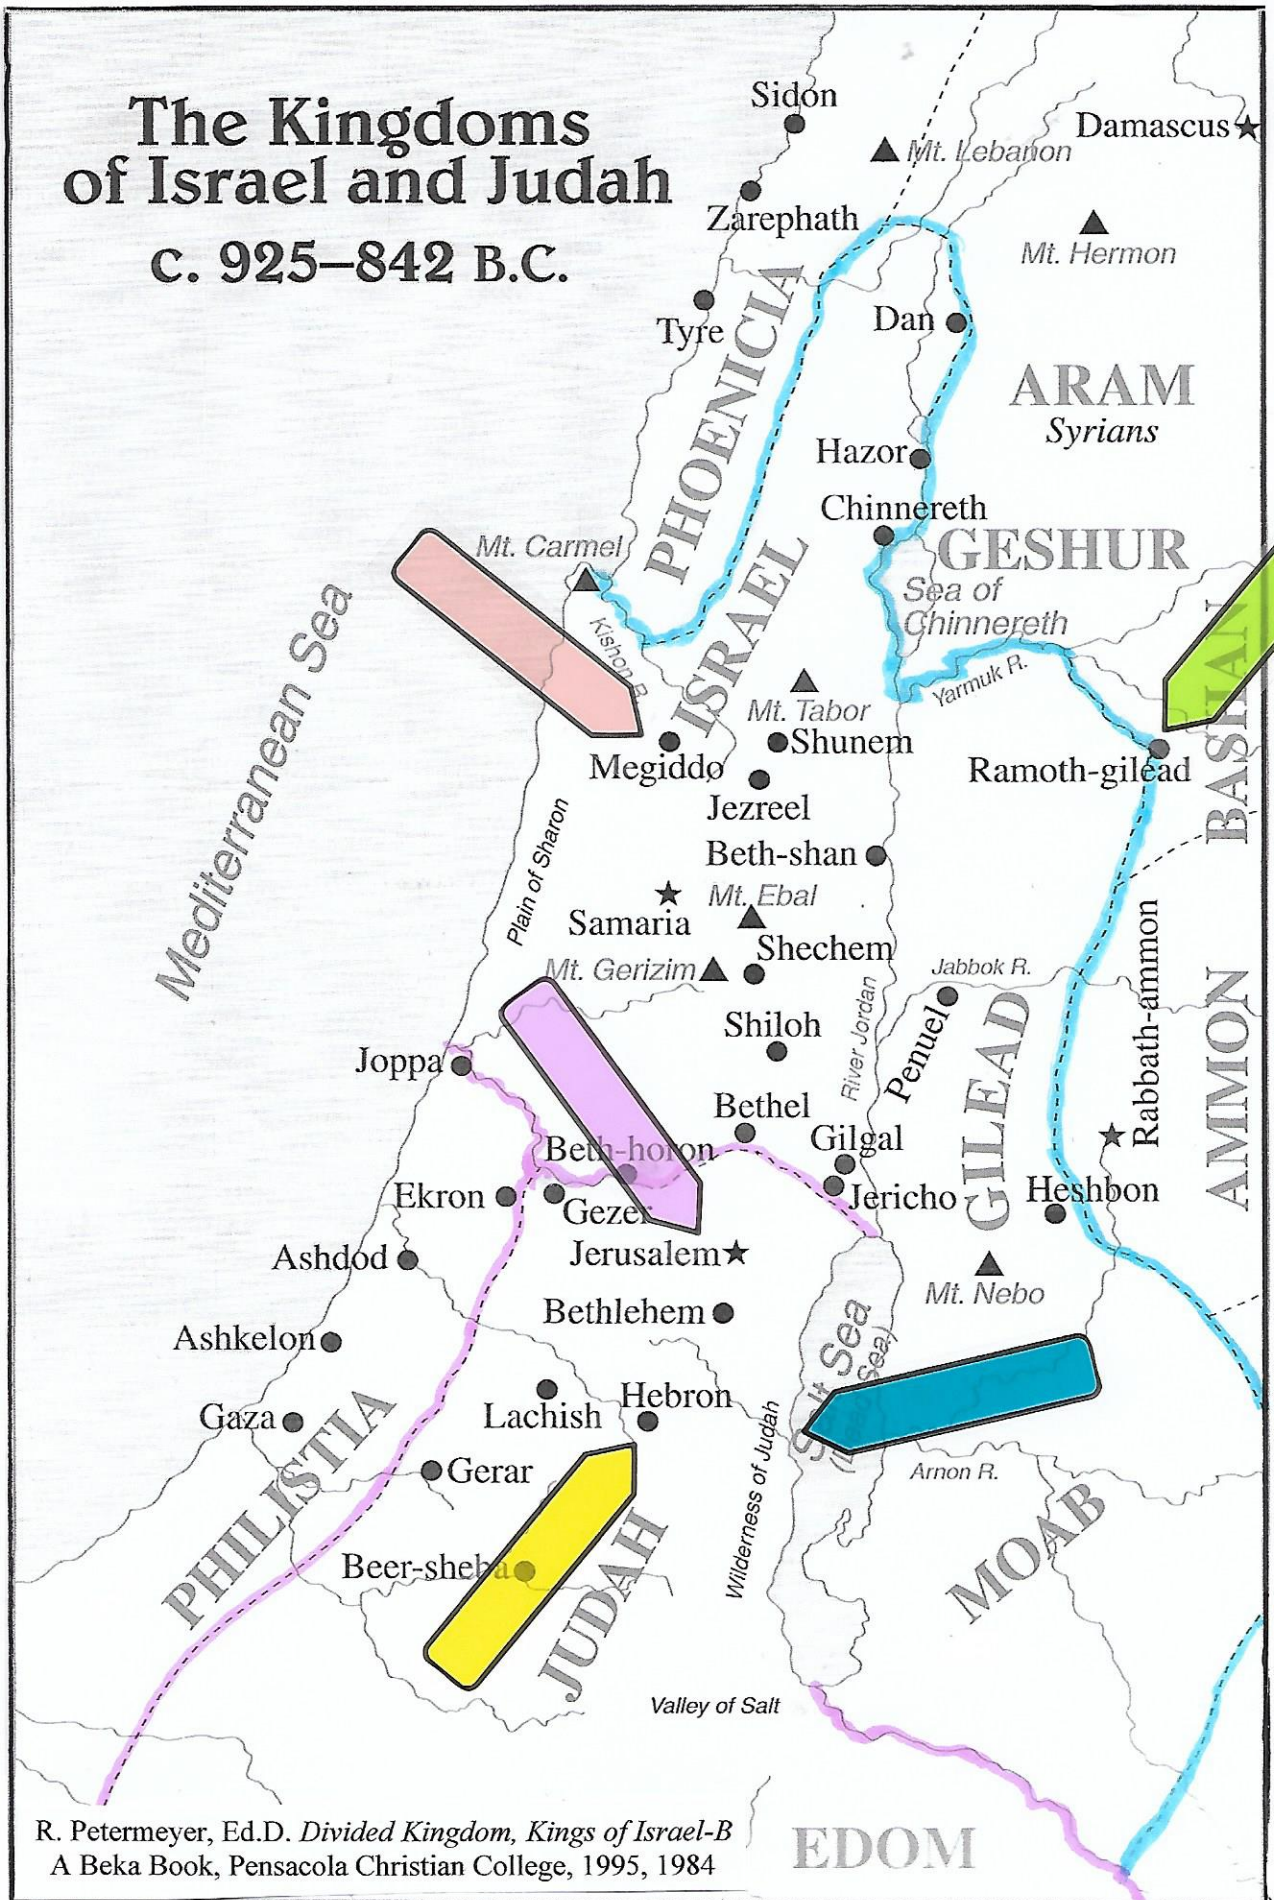 The Kingdoms
of Israel and Judah
C. 925–842 B.C.
Sidon
Damascus
Mt. Lebanon
Zarephath
Mt. Hermon
PHOENICIA
Tyre
Dan
ARAM
Syrians
Hazor
Chinnereth
GESHUR
Mt. Carmel
Sea of
Chinnereth
Mediterranean Sea
Kishon R.
ISRAEL
BASHAN
Yarmuk R.
Mt. Tabor
Shunem
Megiddo
Ramoth-gilead
Jezreel
Plain of Sharon
Beth-shan
Mt. Ebal
Samaria
Shechem
Mt. Gerizim
Jabbok R.
Rabbath-ammon
AMMON
River Jordan
Penuel
GILEAD
Shiloh
Joppa
Bethel
Gilgal
Beth-horon
Ekron
Gezer
Jericho
Heshbon
Jerusalem
Ashdod
Mt. Nebo
Bethlehem
Ashkelon
Salt Sea
(Dead Sea)
Hebron
Lachish
Gaza
PHILISTIA
Gerar
Wilderness of Judah
Arnon R.
MOAB
Beer-sheba
JUDAH
Valley of Salt
R. Petermeyer, Ed.D. Divided Kingdom, Kings of Israel-B
A Beka Book, Pensacola Christian College, 1995, 1984
EDOM